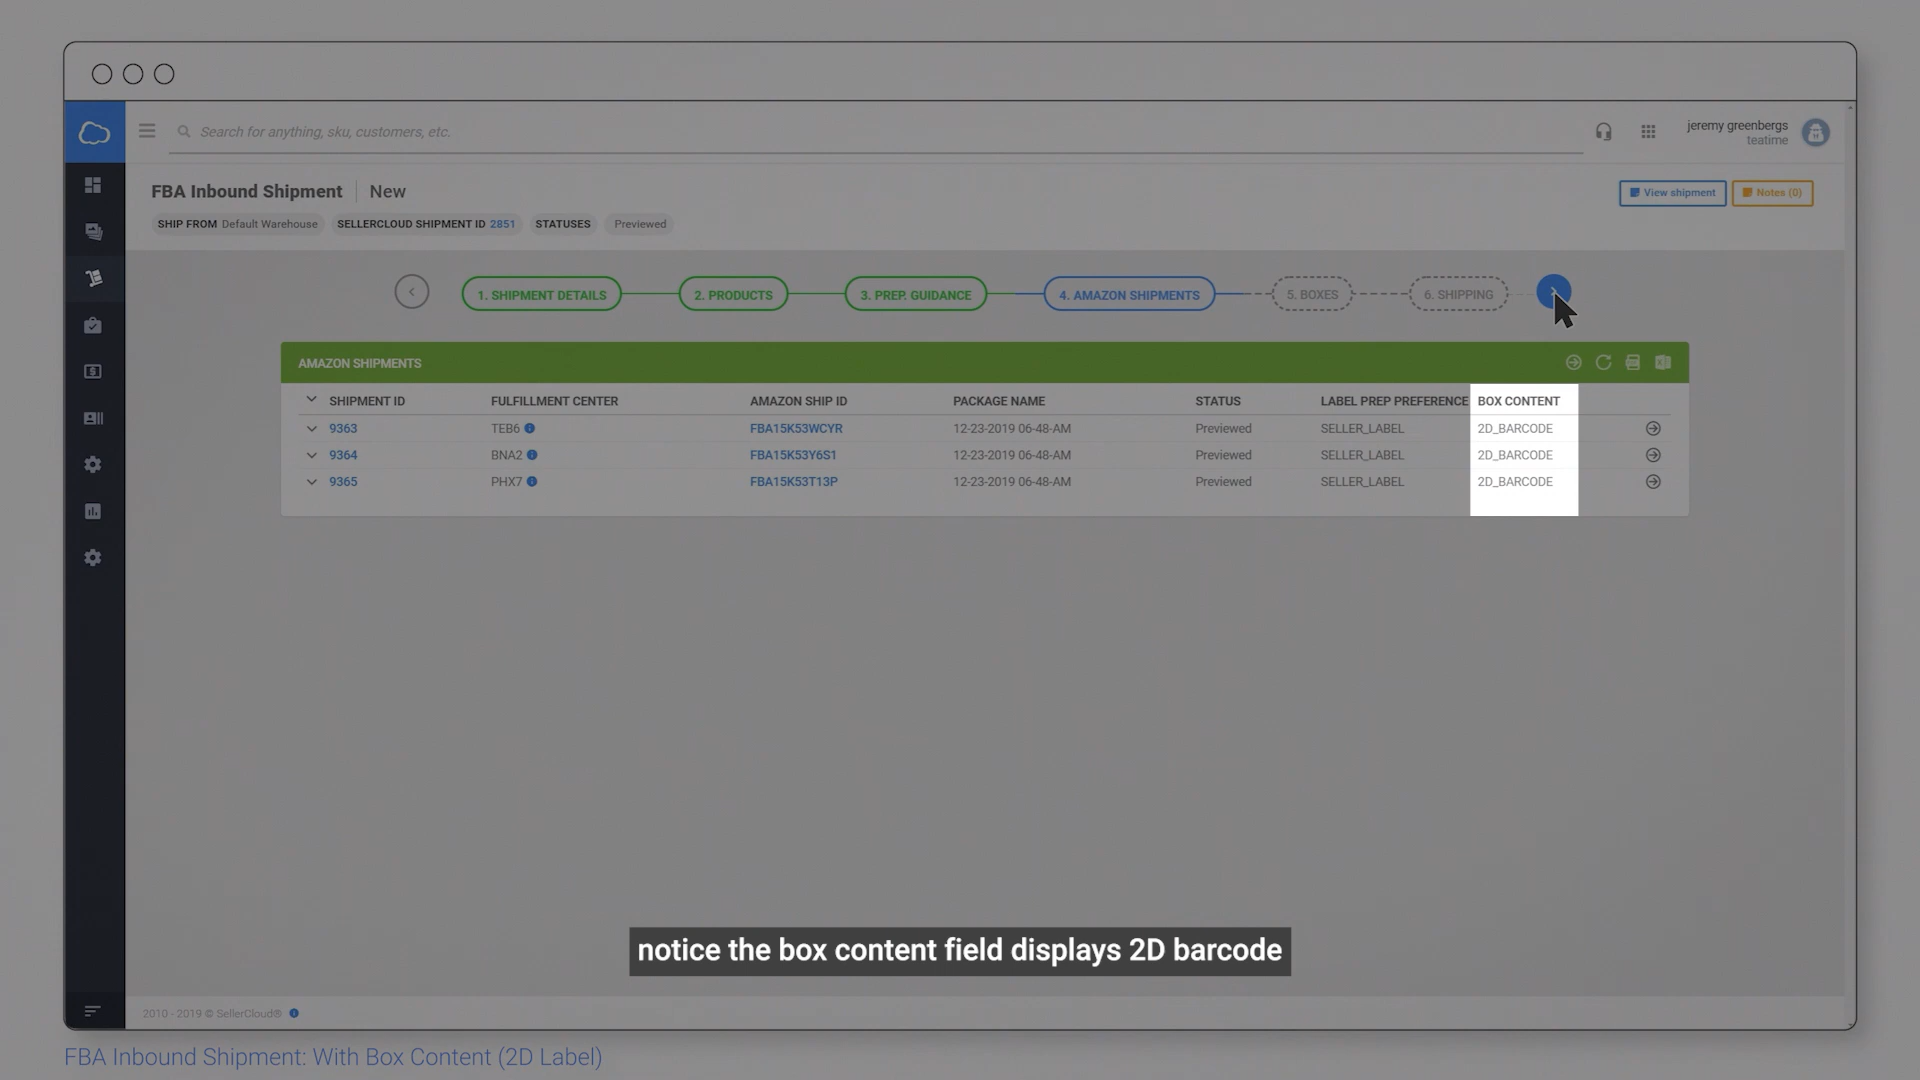 Search for anything, sku, customers, etc.
jeremy greenbergs
teatime
FBA Inbound Shipment New
View shipment Notes (0)
SHIP FROM Default Warehouse SELLERCLOUD SHIPMENT ID 2851 STATUSES Previewed
1. SHIPMENT DETAILS 2. PRODUCTS 3. PREP. GUIDANCE 4. AMAZON SHIPMENTS 5. BOXES 6. SHIPPING
AMAZON SHIPMENTS
SHIPMENT ID FULFILLMENT CENTER AMAZON SHIP ID PACKAGE NAME STATUS LABEL PREP PREFERENCE BOX CONTENT
9363 TEB6 FBA15K53WCYR 12-23-2019 06-48-AM Previewed SELLER_LABEL 2D_BARCODE
9364 BNA2 FBA15K53Y6S1 12-23-2019 06-48-AM Previewed SELLER_LABEL 2D_BARCODE
9365 PHX7 FBA15K53T13P 12-23-2019 06-48-AM Previewed SELLER_LABEL 2D_BARCODE
notice the box content field displays 2D barcode
2010 - 2019 © SellerCloud®
FBA Inbound Shipment: With Box Content (2D Label)